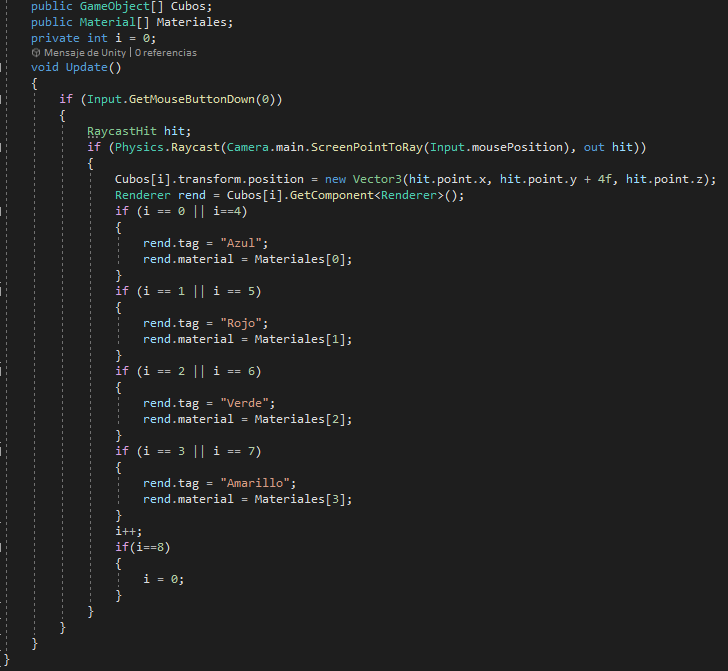 public GameObject[] Cubos;
public Material[] Materiales;
private int i = 0;
Mensaje de Unity | 0 referencias
void Update()
{
if (Input.GetMouseButtonDown(0))
{
RaycastHit hit;
if (Physics.Raycast(Camera.main.ScreenPointToRay(Input.mousePosition), out hit))
{
Cubos[i].transform.position = new Vector3(hit.point.x, hit.point.y + 4f, hit.point.z);
Renderer rend = Cubos[i].GetComponent<Renderer>();
if (i == 0 || i==4)
{
rend.tag = "Azul";
rend.material = Materiales[0];
}
if (i == 1 || i == 5)
{
rend.tag = "Rojo";
rend.material = Materiales[1];
}
if (i == 2 || i == 6)
{
rend.tag = "Verde";
rend.material = Materiales[2];
}
if (i == 3 || i == 7)
{
rend.tag = "Amarillo";
rend.material = Materiales[3];
}
i++;
if(i==8)
{
i = 0;
}
}
}
}
}